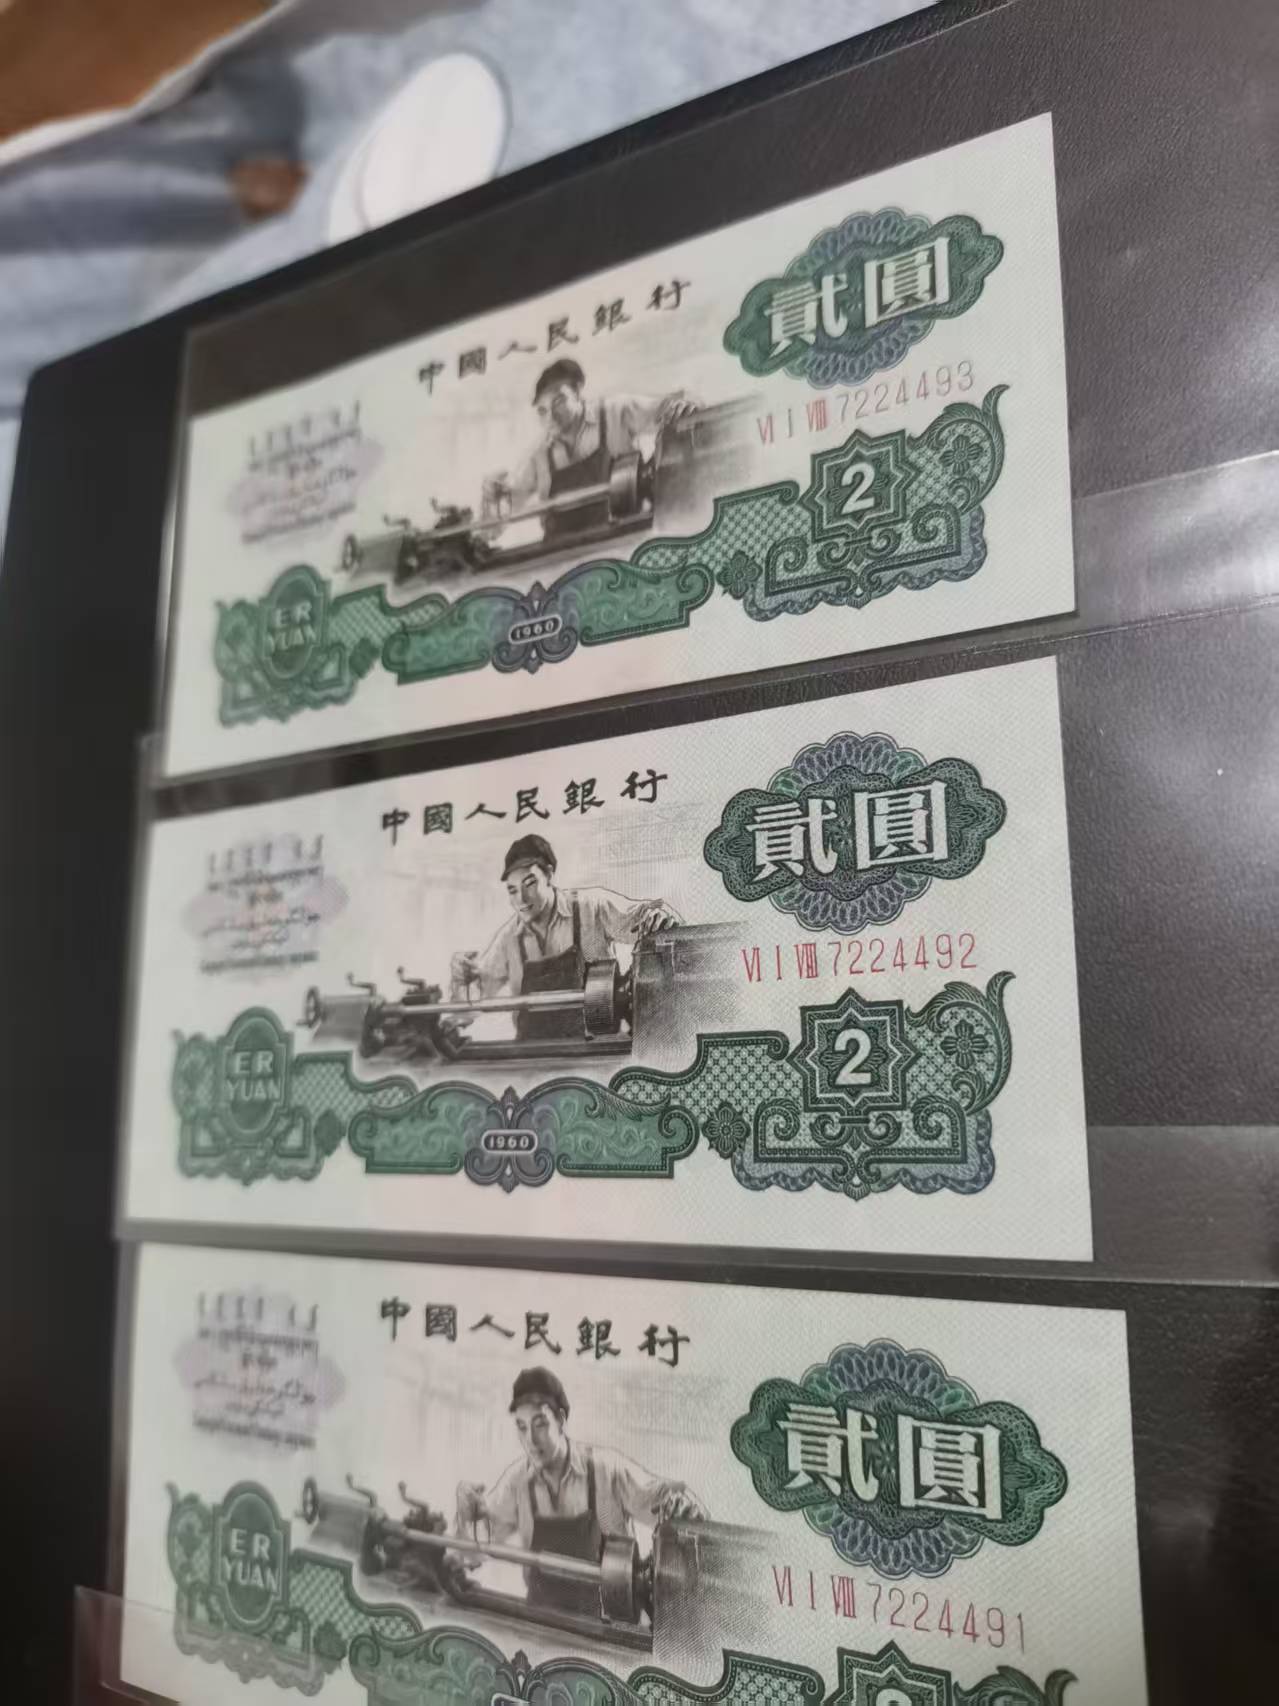 中國人民銀行
貳圓
Ⅵ Ⅰ Ⅷ 7224493
2
ER
YUAN
1960
中國人民銀行
貳圓
Ⅵ Ⅰ Ⅷ 7224492
2
ER
YUAN
1960
中國人民銀行
貳圓
Ⅵ Ⅰ Ⅷ 7224491
ER
YUAN